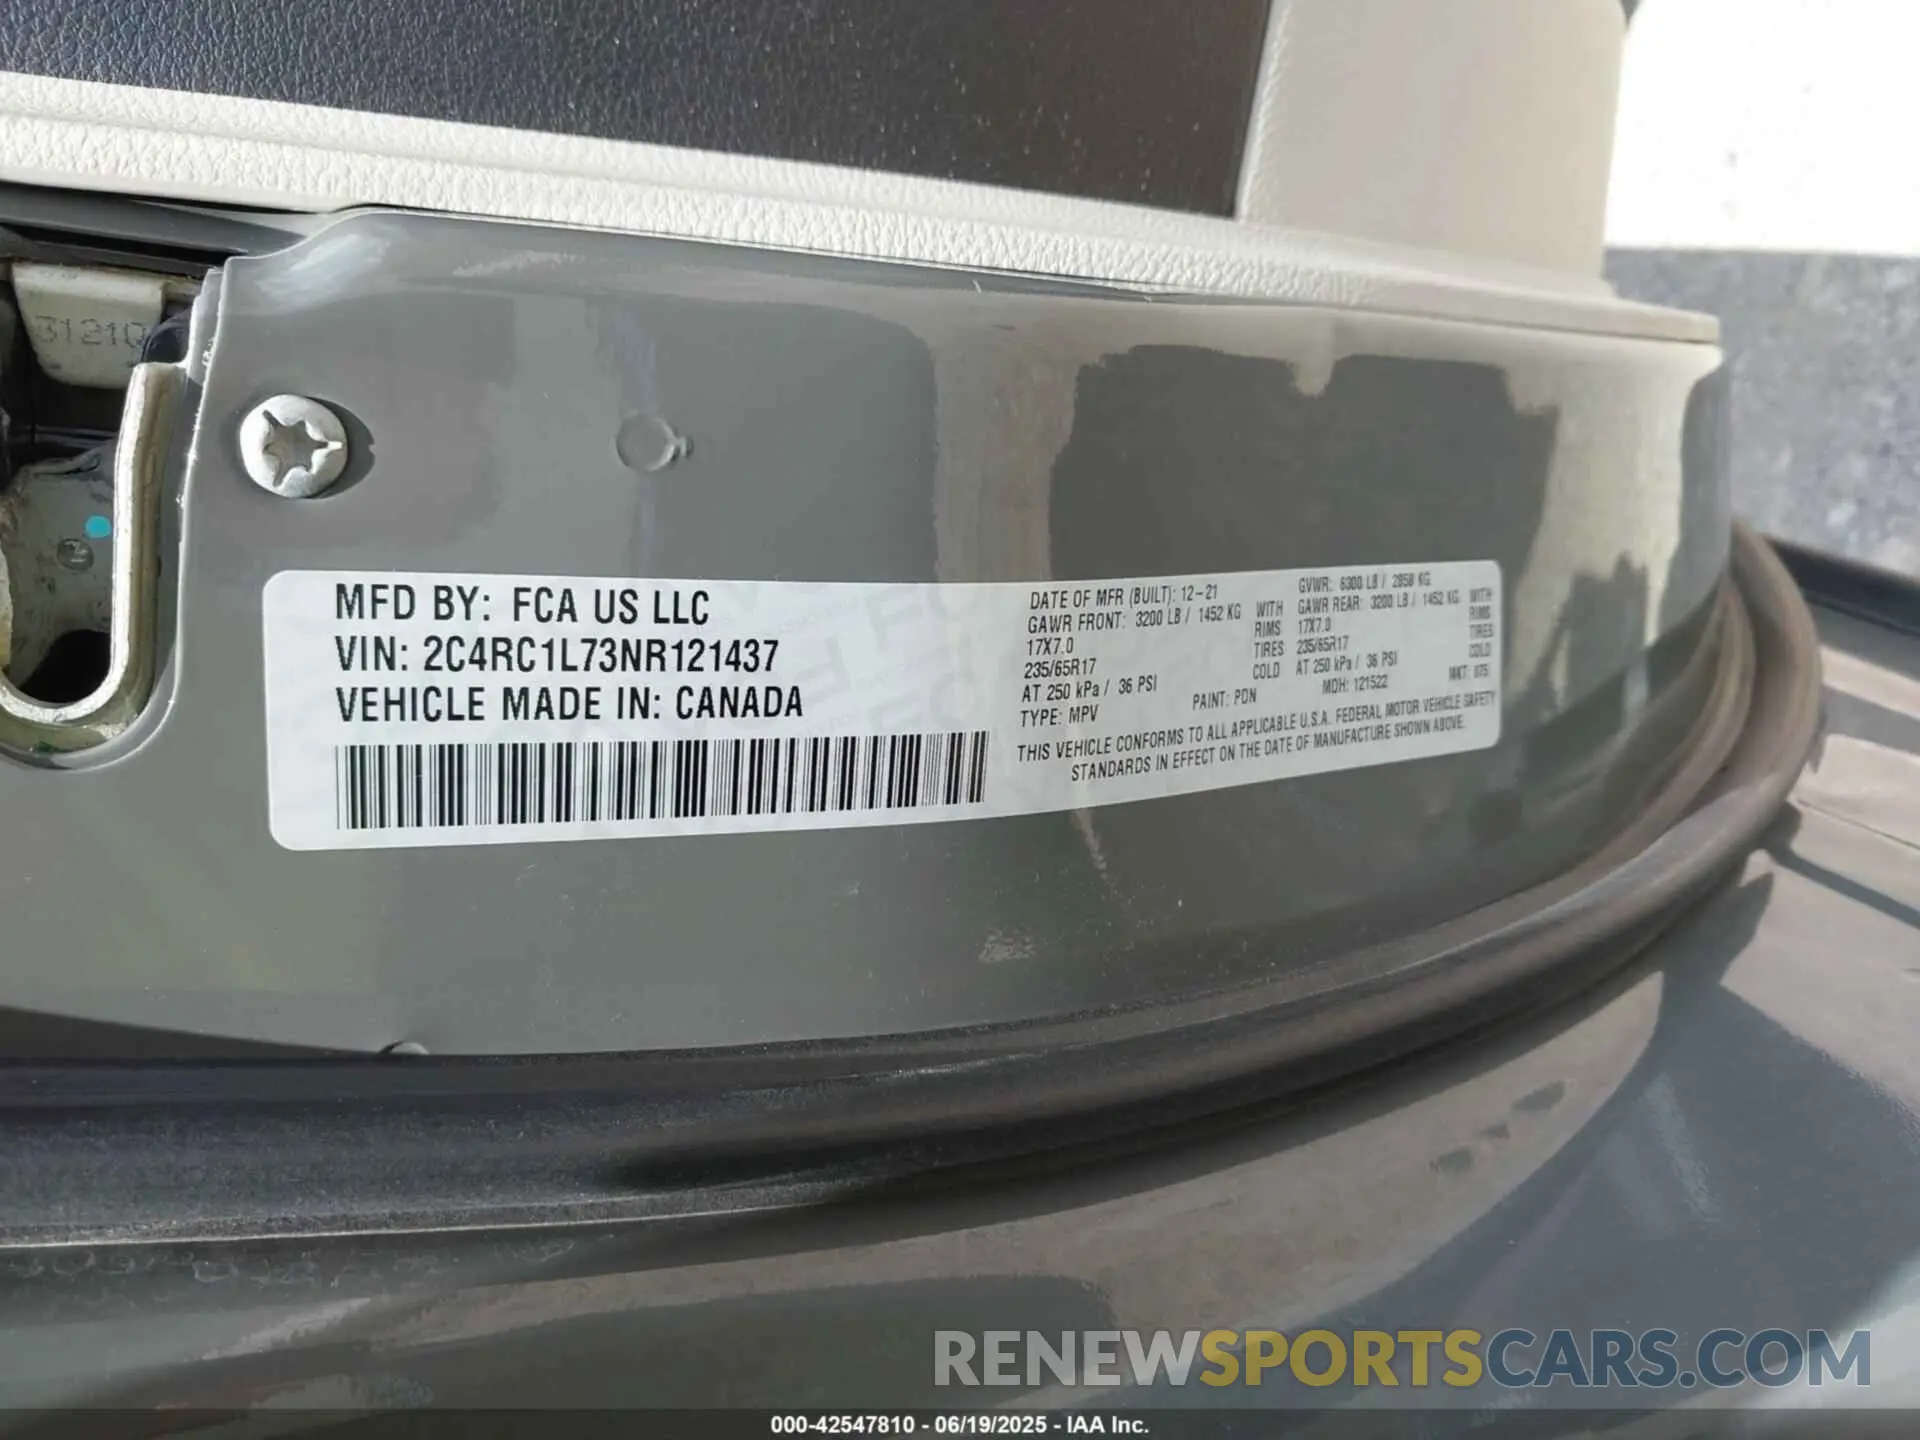 3121Q
MFD BY: FCA US LLC
VIN: 2C4RC1L73NR121437
VEHICLE MADE IN: CANADA
DATE OF MFR (BUILT): 12-21
GVWR: 6300 LB / 2858 KG
GAWR FRONT: 3200 LB / 1452 KG WITH
GAWR REAR: 3200 LB / 1452 KG WITH
17X7.0 RIMS
17X7.0 RIMS
235/65R17 TIRES
235/65R17 TIRES
AT 250 kPa / 36 PSI COLD
AT 250 kPa / 36 PSI COLD
TYPE: MPV
PAINT: PDN
MDH: 121522
MKT:
THIS VEHICLE CONFORMS TO ALL APPLICABLE U.S.A. FEDERAL MOTOR VEHICLE SAFETY
STANDARDS IN EFFECT ON THE DATE OF MANUFACTURE SHOWN ABOVE.
RENEWSPORTSCARS.COM
000-42547810 - 06/19/2025 - IAA Inc.